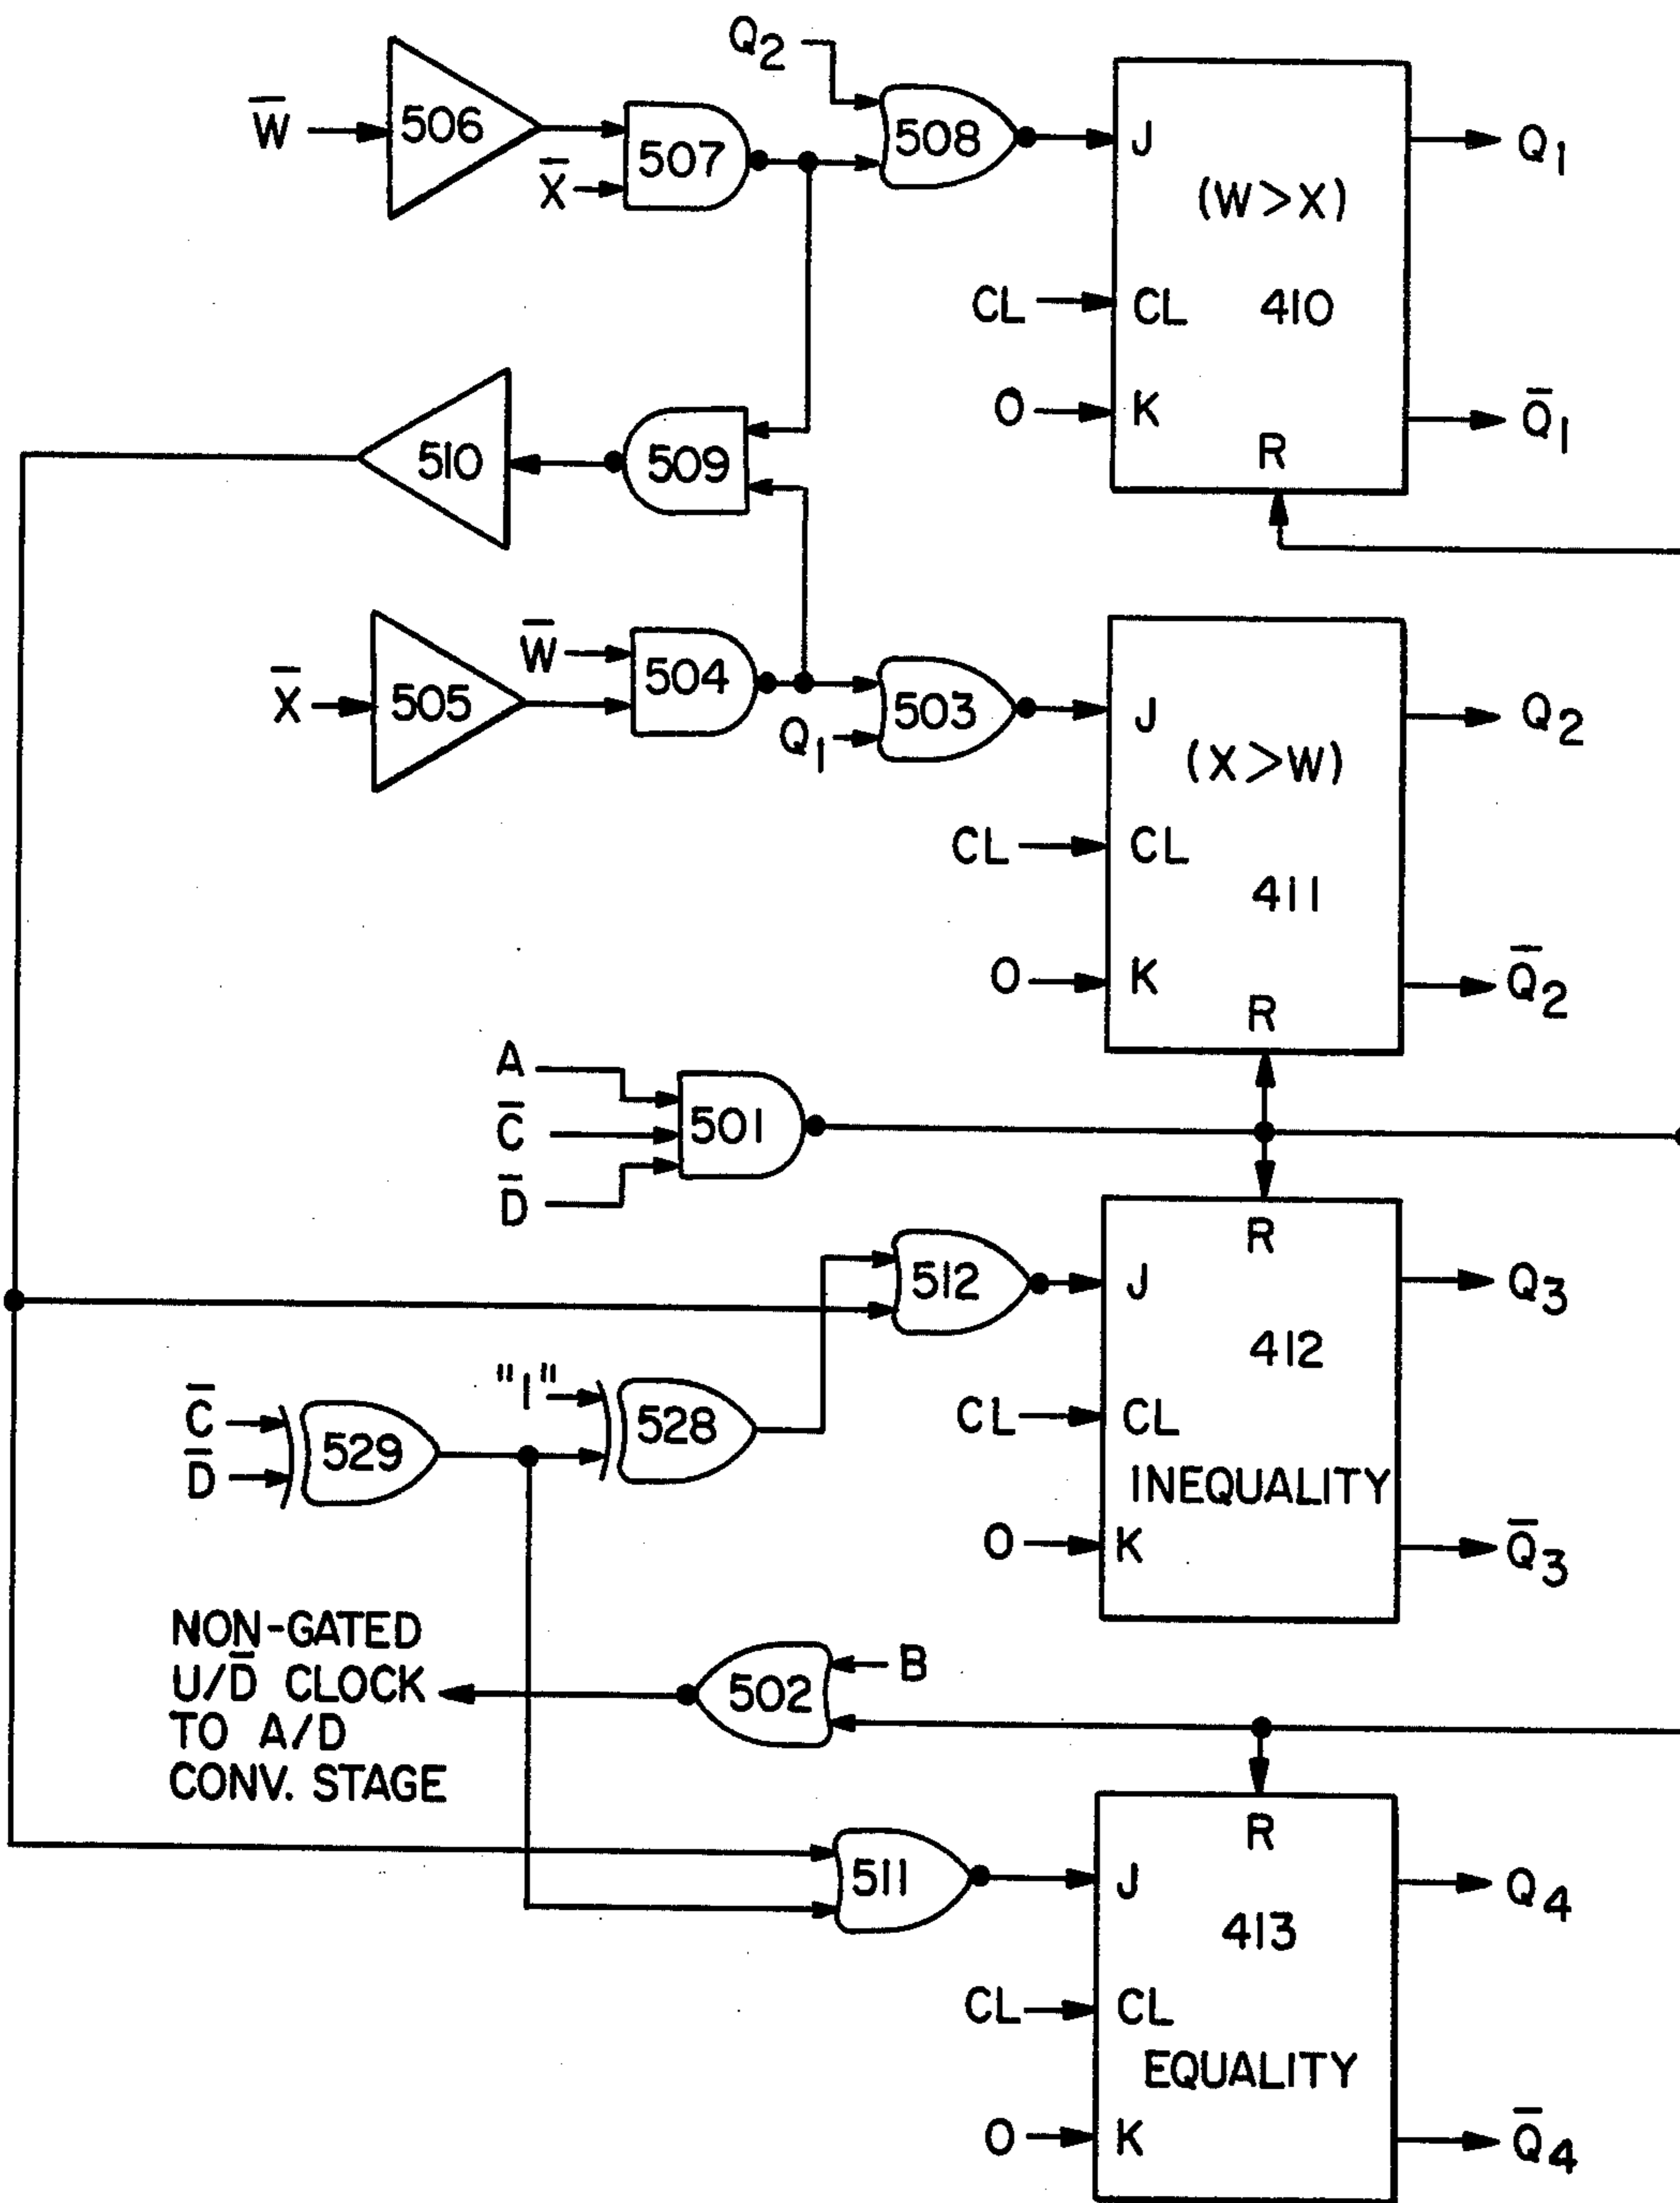 Q2
W̅
506
507
X̅
508
J
(W>X)
Q1
CL
CL
410
0
K
Q̅1
R
510
509
X̅
505
W̅
504
Q1
503
J
(X>W)
Q2
CL
CL
411
0
K
Q̅2
R
A
C̅
D̅
501
R
512
J
Q3
412
"1"
528
C̅
D̅
529
CL
CL
INEQUALITY
0
K
Q̅3
NON-GATED
U/D̅ CLOCK
TO A/D
CONV. STAGE
502
B
R
511
J
Q4
413
CL
CL
EQUALITY
0
K
Q̅4